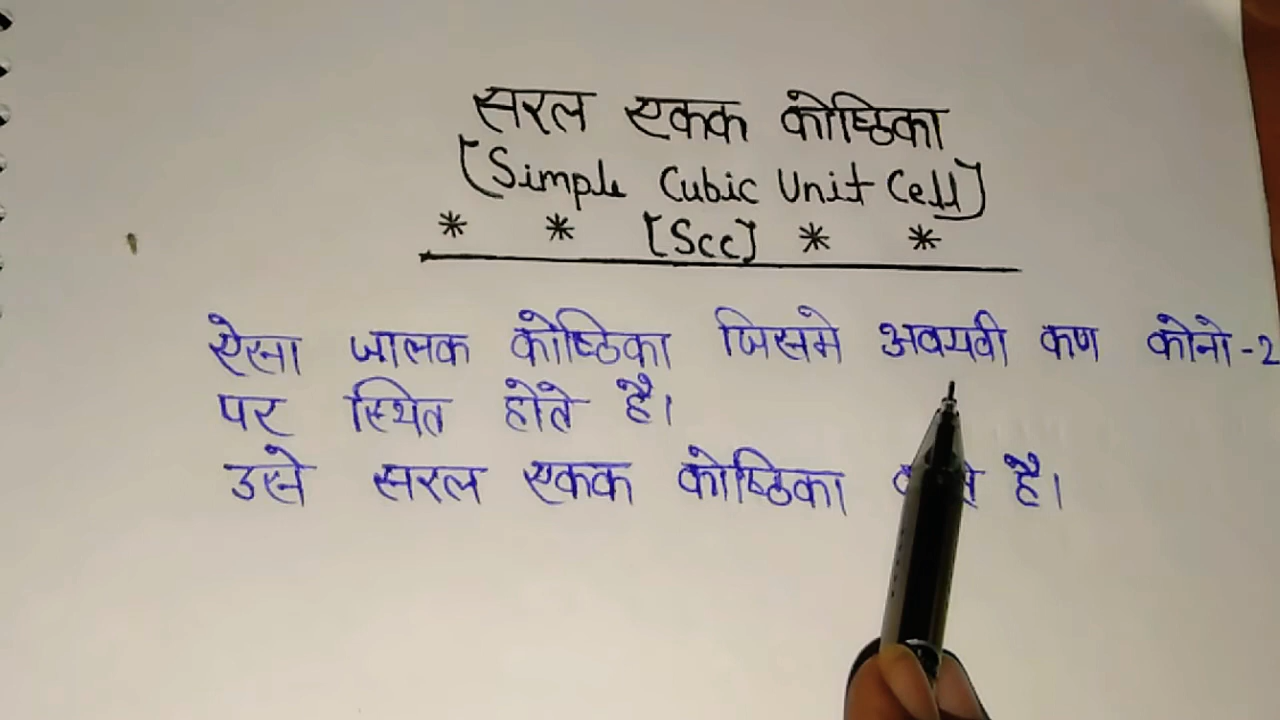 सरल एकक कोष्ठिका
[Simple Cubic Unit Cell]
* * [Scc] * *
ऐसा जालक कोष्ठिका जिसमे अवयवी कण कोनो-2
पर स्थित होते है।
उसे सरल एकक कोष्ठिका है।